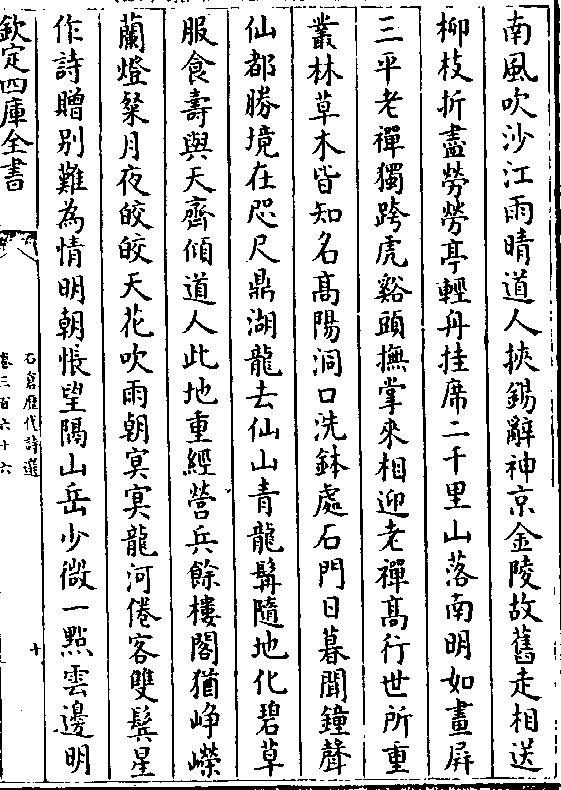 南風吹沙江雨晴道人挾錫辭神京金陵故舊走相送
柳枝折盡勞勞亭輕舟挂席二千里山落南明如畫屏
三平老禪獨跨虎谿頭撫掌來相迎老禪髙行世所重
叢林草木皆知名髙陽洞口洗鉢處石門日暮聞鐘聲
仙都勝境在咫尺鼎湖龍去仙山青龍髯隨地化碧草
服食壽與天齊傾道人此地重經營兵餘樓閣猶崢嶸
蘭燈粲月夜皎皎天花吹雨朝冥冥龍河倦客雙鬢星
作詩贈别難為情明朝悵望隔山岳少微一點雲邊明
欽定四庫全書
石倉歴代詩選
卷三百六十六
十